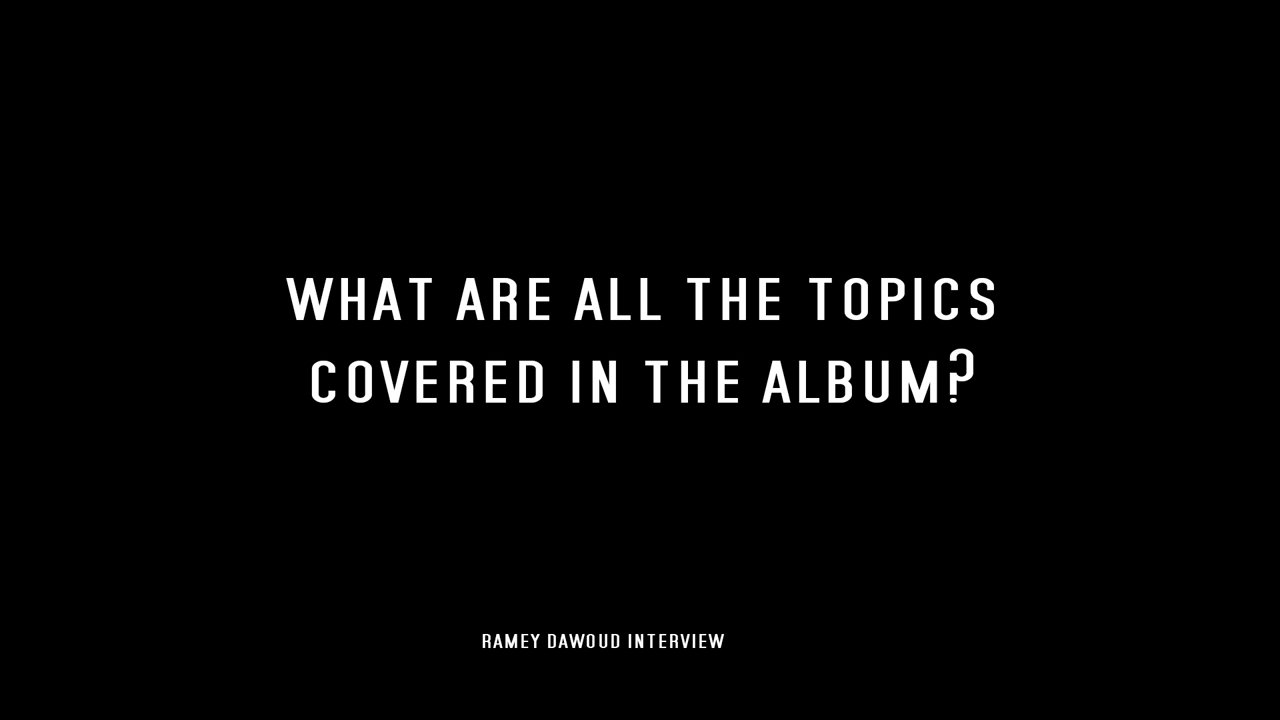 WHAT ARE ALL THE TOPICS
COVERED IN THE ALBUM?
RAMEY DAWOUD INTERVIEW